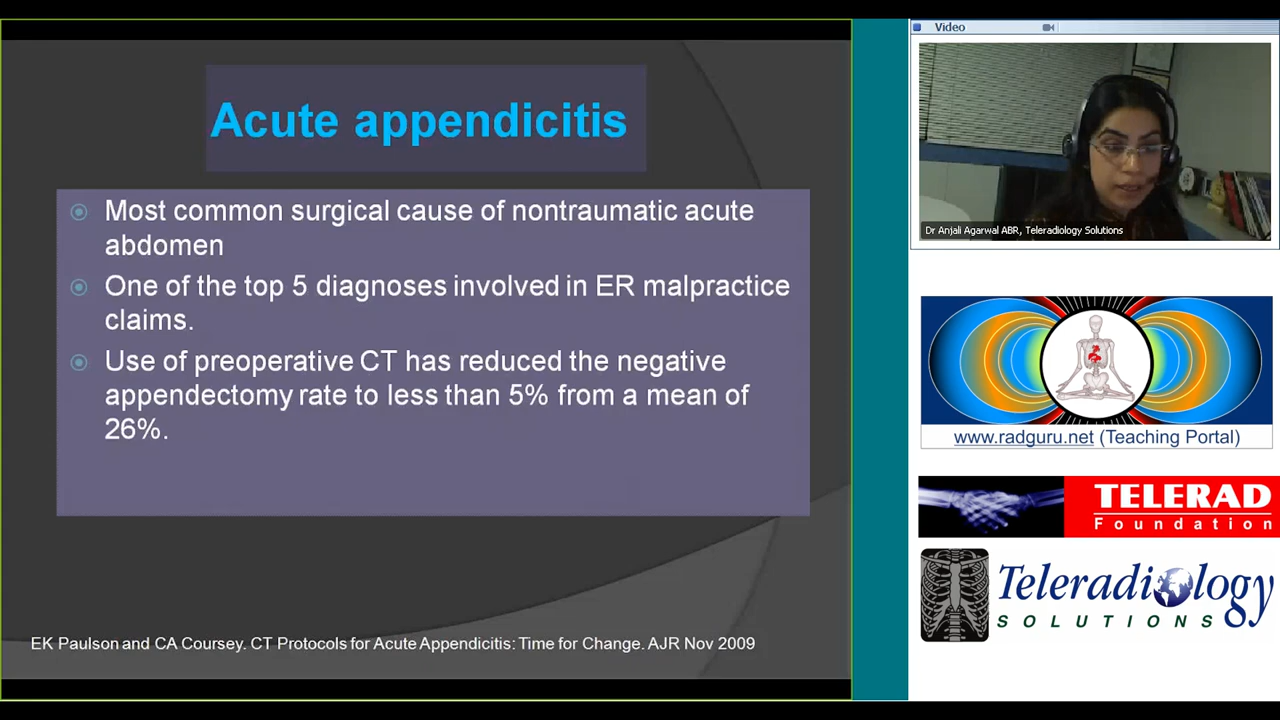 Acute appendicitis
Most common surgical cause of nontraumatic acute
abdomen
One of the top 5 diagnoses involved in ER malpractice
claims.
Use of preoperative CT has reduced the negative
appendectomy rate to less than 5% from a mean of
26%.
EK Paulson and CA Coursey. CT Protocols for Acute Appendicitis: Time for Change. AJR Nov 2009
Video
Dr Anjali Agarwal ABR, Teleradiology Solutions
www.radguru.net (Teaching Portal)
TELERAD
Foundation
Teleradiology
SOLUTIONS